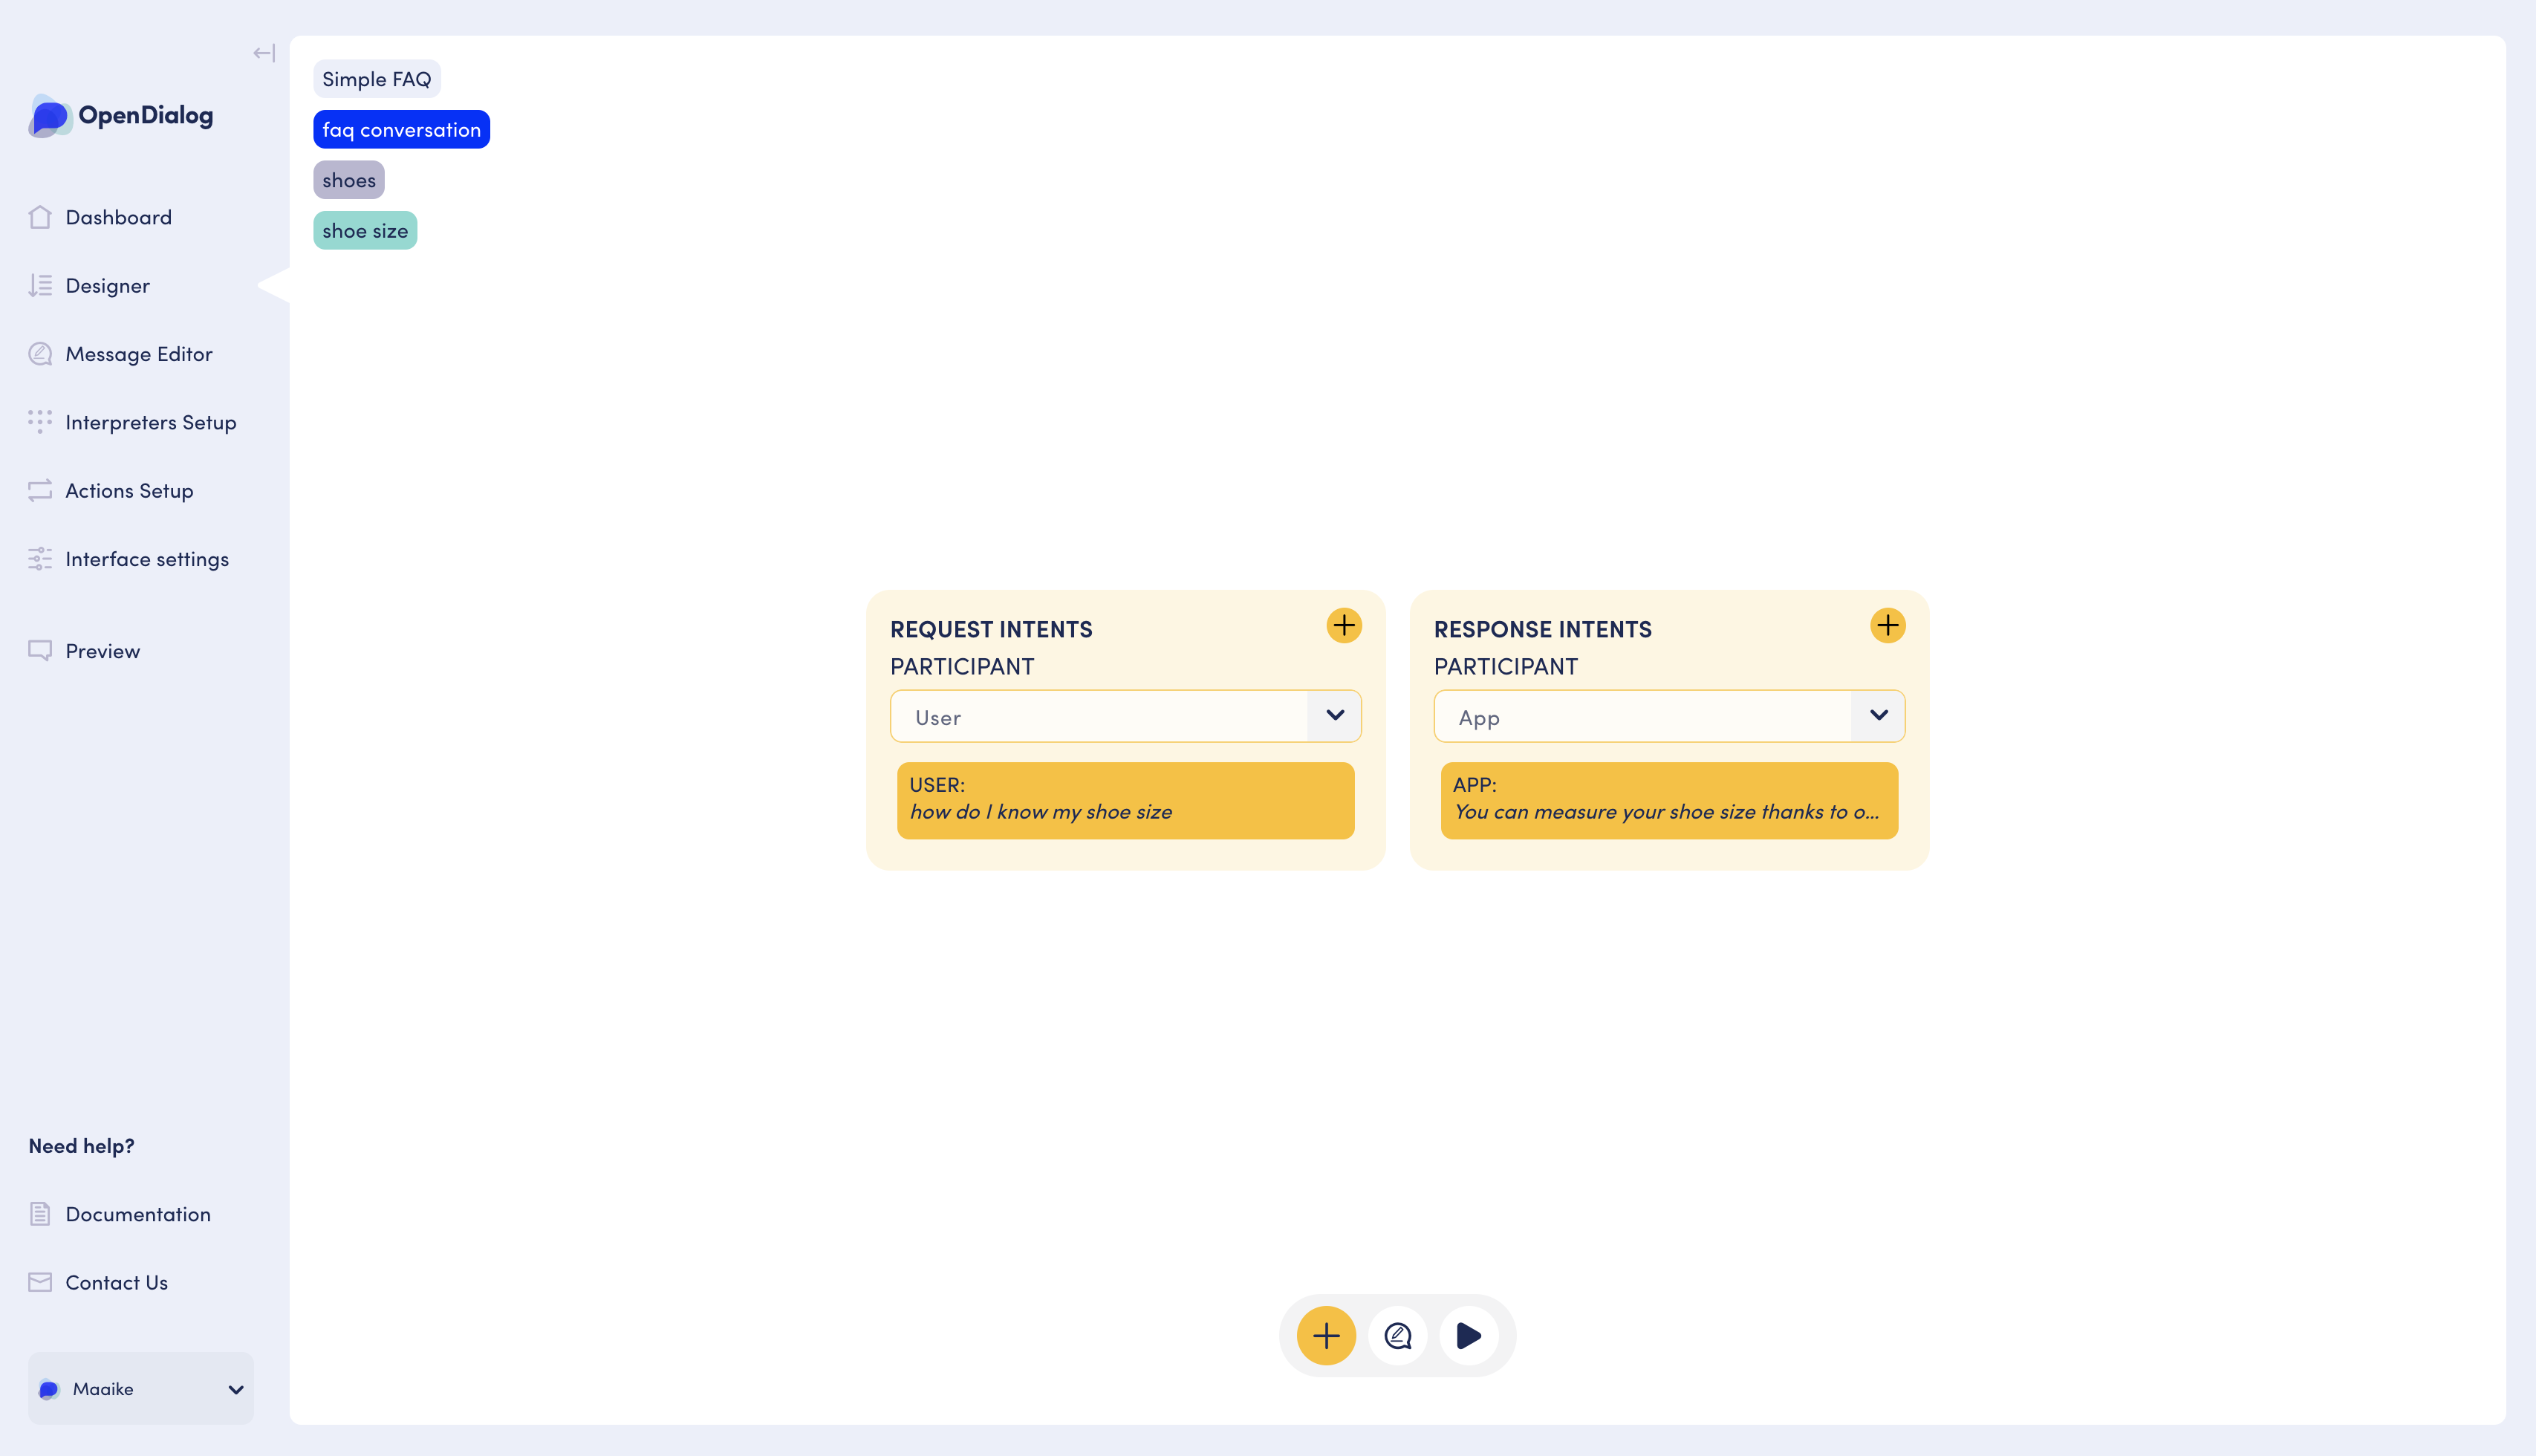 OpenDialog
Dashboard
Designer
Message Editor
Interpreters Setup
Actions Setup
Interface settings
Preview
Need help?
Documentation
Contact Us
Maaike
Simple FAQ
faq conversation
shoes
shoe size
REQUEST INTENTS
PARTICIPANT
User
USER:
how do I know my shoe size
RESPONSE INTENTS
PARTICIPANT
App
APP:
You can measure your shoe size thanks to o...